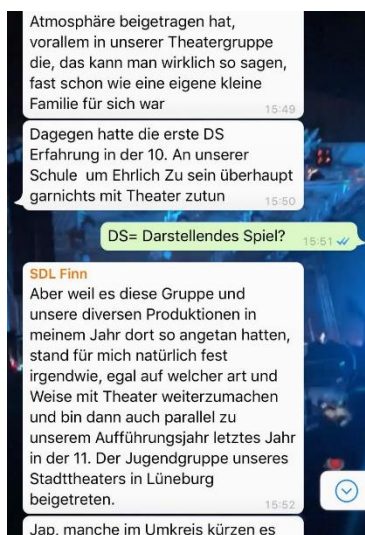 Atmosphäre beigetragen hat,
vorallem in unserer Theatergruppe
die, das kann man wirklich so sagen,
fast schon wie eine eigene kleine
Familie für sich war
15:49
Dagegen hatte die erste DS
Erfahrung in der 10. An unserer
Schule um Ehrlich Zu sein überhaupt
garnichts mit Theater zutun
15:50
DS= Darstellendes Spiel?
15:51
SDL Finn
Aber weil es diese Gruppe und
unsere diversen Produktionen in
meinem Jahr dort so angetan hatten,
stand für mich natürlich fest
irgendwie, egal auf welcher art und
Weise mit Theater weiterzumachen
und bin dann auch parallel zu
unserem Aufführungsjahr letztes Jahr
in der 11. Der Jugendgruppe unseres
Stadttheaters in Lüneburg
beigetreten.
15:52
Jap, manche im Umkreis kürzen es